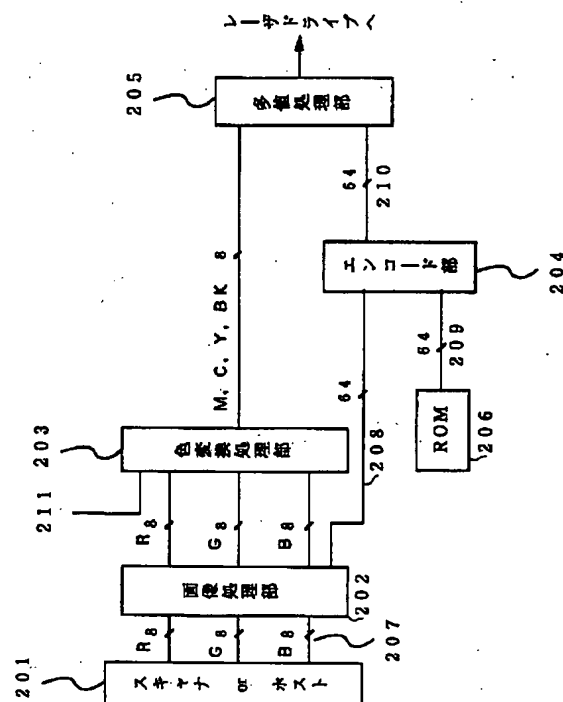 201
スキャナ or ホスト
R 8
G 8
B 8
207
画像処理部
202
R 8
G 8
B 8
211
203
色変換処理部
208
64
M, C, Y, BK 8
ROM
206
64
209
エンコード部
204
64
210
205
多値処理部
レーザドライブへ